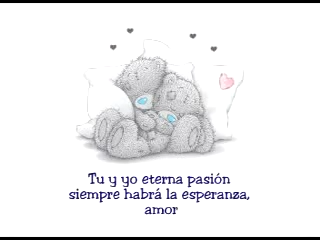 Tu y yo eterna pasión
siempre habrá la esperanza,
amor